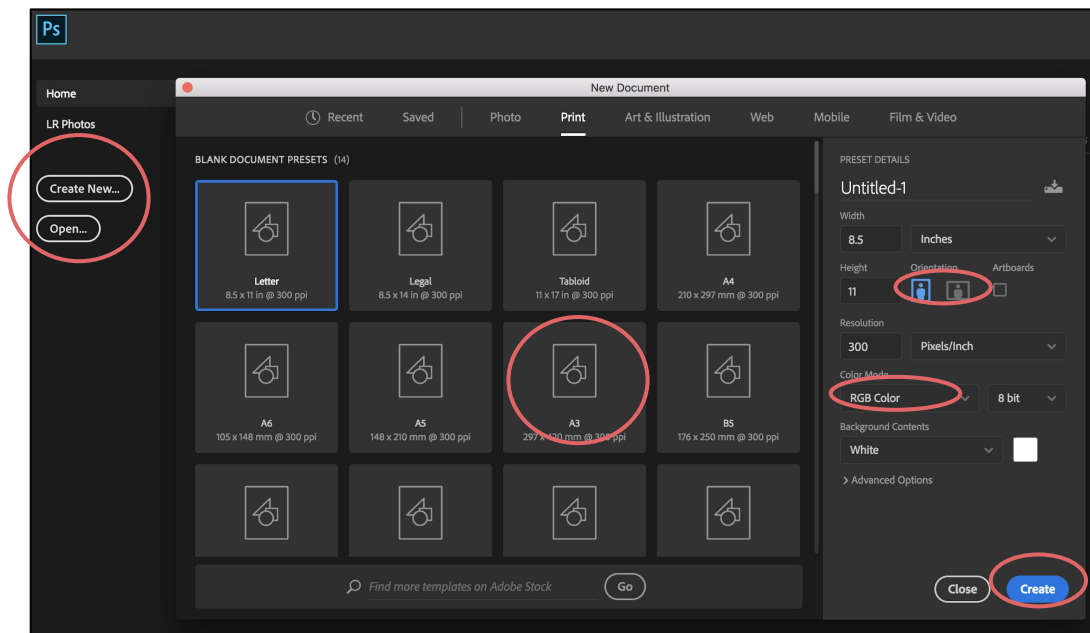 Ps
Home
LR Photos
Create New...
Open...
New Document
Recent Saved Photo Print Art & Illustration Web Mobile Film & Video
BLANK DOCUMENT PRESETS (14)
Letter
8.5 x 11 in @ 300 ppi
Legal
8.5 x 14 in @ 300 ppi
Tabloid
11 x 17 in @ 300 ppi
A4
210 x 297 mm @ 300 ppi
A6
105 x 148 mm @ 300 ppi
A5
148 x 210 mm @ 300 ppi
A3
297 x 420 mm @ 300 ppi
B5
176 x 250 mm @ 300 ppi
Find more templates on Adobe Stock
Go
PRESET DETAILS
Untitled-1
Width
8.5 Inches
Height Orientation Artboards
11
Resolution
300 Pixels/Inch
Color Mode
RGB Color 8 bit
Background Contents
White
> Advanced Options
Close Create